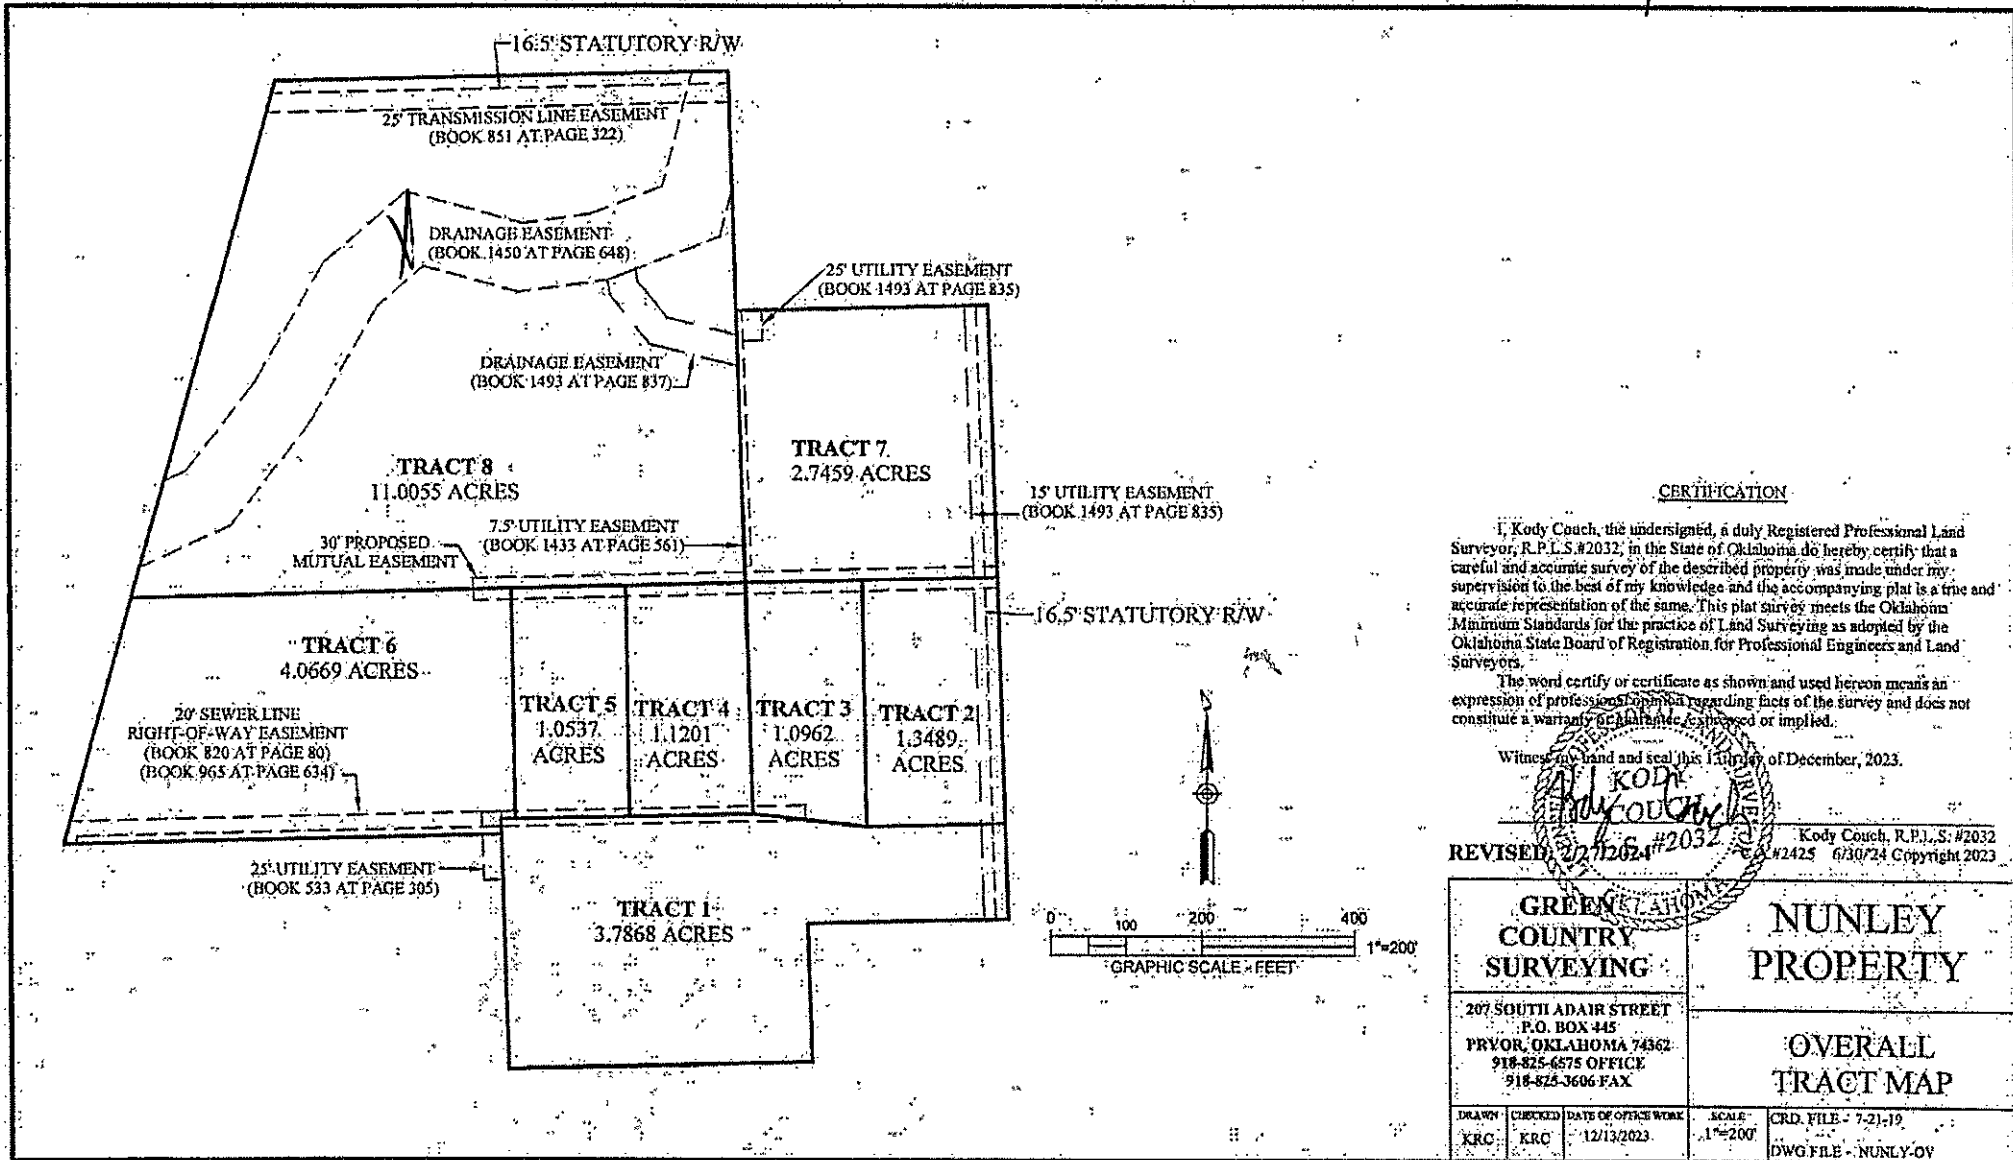 16.5' STATUTORY R/W
25' TRANSMISSION LINE EASEMENT
(BOOK 851 AT PAGE 322)
DRAINAGE EASEMENT
(BOOK 1450 AT PAGE 648)
25' UTILITY EASEMENT
(BOOK 1493 AT PAGE 835)
DRAINAGE EASEMENT
(BOOK 1493 AT PAGE 837)
TRACT 7
2.7459 ACRES
TRACT 8
11.0055 ACRES
15' UTILITY EASEMENT
(BOOK 1493 AT PAGE 835)
7.5' UTILITY EASEMENT
(BOOK 1433 AT PAGE 561)
30' PROPOSED
MUTUAL EASEMENT
16.5' STATUTORY R/W
TRACT 6
4.0669 ACRES
TRACT 5
1.0537
ACRES
TRACT 4
1.1201
ACRES
TRACT 3
1.0962
ACRES
TRACT 2
1.3489
ACRES
20' SEWER LINE
RIGHT-OF-WAY EASEMENT
(BOOK 820 AT PAGE 80)
(BOOK 965 AT PAGE 634)
25' UTILITY EASEMENT
(BOOK 533 AT PAGE 305)
TRACT 1
3.7868 ACRES
N
0 100 200 400
1"=200'
GRAPHIC SCALE - FEET
CERTIFICATION
I, Kody Couch, the undersigned, a duly Registered Professional Land
Surveyor, R.P.L.S.#2032, in the State of Oklahoma do hereby certify that a
careful and accurate survey of the described property was made under my
supervision to the best of my knowledge and the accompanying plat is a true and
accurate representation of the same. This plat survey meets the Oklahoma
Minimum Standards for the practice of Land Surveying as adopted by the
Oklahoma State Board of Registration for Professional Engineers and Land
Surveyors.
The word certify or certificate as shown and used hereon means an
expression of professional opinion regarding facts of the survey and does not
constitute a warranty or guarantee, expressed or implied.
Witness my hand and seal this day of December, 2023.
PROFESSIONAL LAND SURVEYOR
KODY
COUCH
S. #2032
OKLAHOMA
Kody Couch
Kody Couch, R.P.L.S. #2032
REVISED: 2/27/2024
C.A.#2425 6/30/24 Copyright 2023
GREEN
COUNTRY
SURVEYING
207 SOUTH ADAIR STREET
P.O. BOX 445
PRYOR, OKLAHOMA 74362
918-825-6575 OFFICE
918-825-3606 FAX
NUNLEY
PROPERTY
OVERALL
TRACT MAP
DRAWN
KRC
CHECKED
KRC
DATE OF OFFICE WORK
12/13/2023
SCALE
1"=200'
CRD. FILE - 7-21-19
DWG FILE - NUNLY-OV